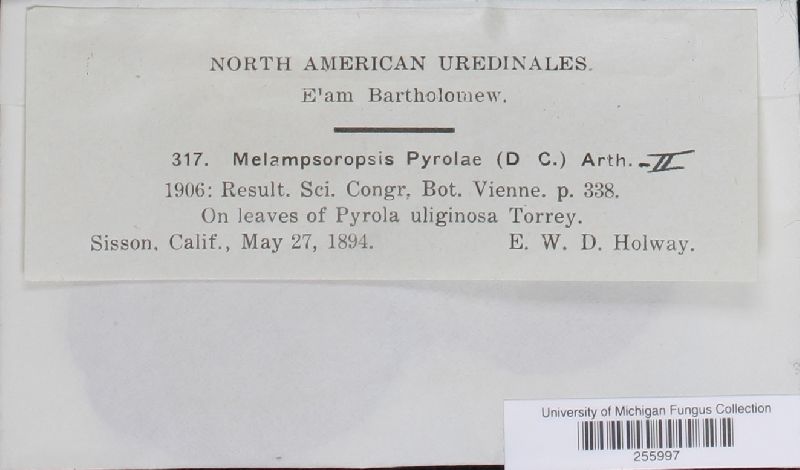 NORTH AMERICAN UREDINALES.
E'am Bartholomew.
317. Melampsoropsis Pyrolae (D C.) Arth. - II
1906: Result. Sci. Congr. Bot. Vienne. p. 338.
On leaves of Pyrola uliginosa Torrey.
Sisson, Calif., May 27, 1894. E. W. D. Holway.
University of Michigan Fungus Collection
255997